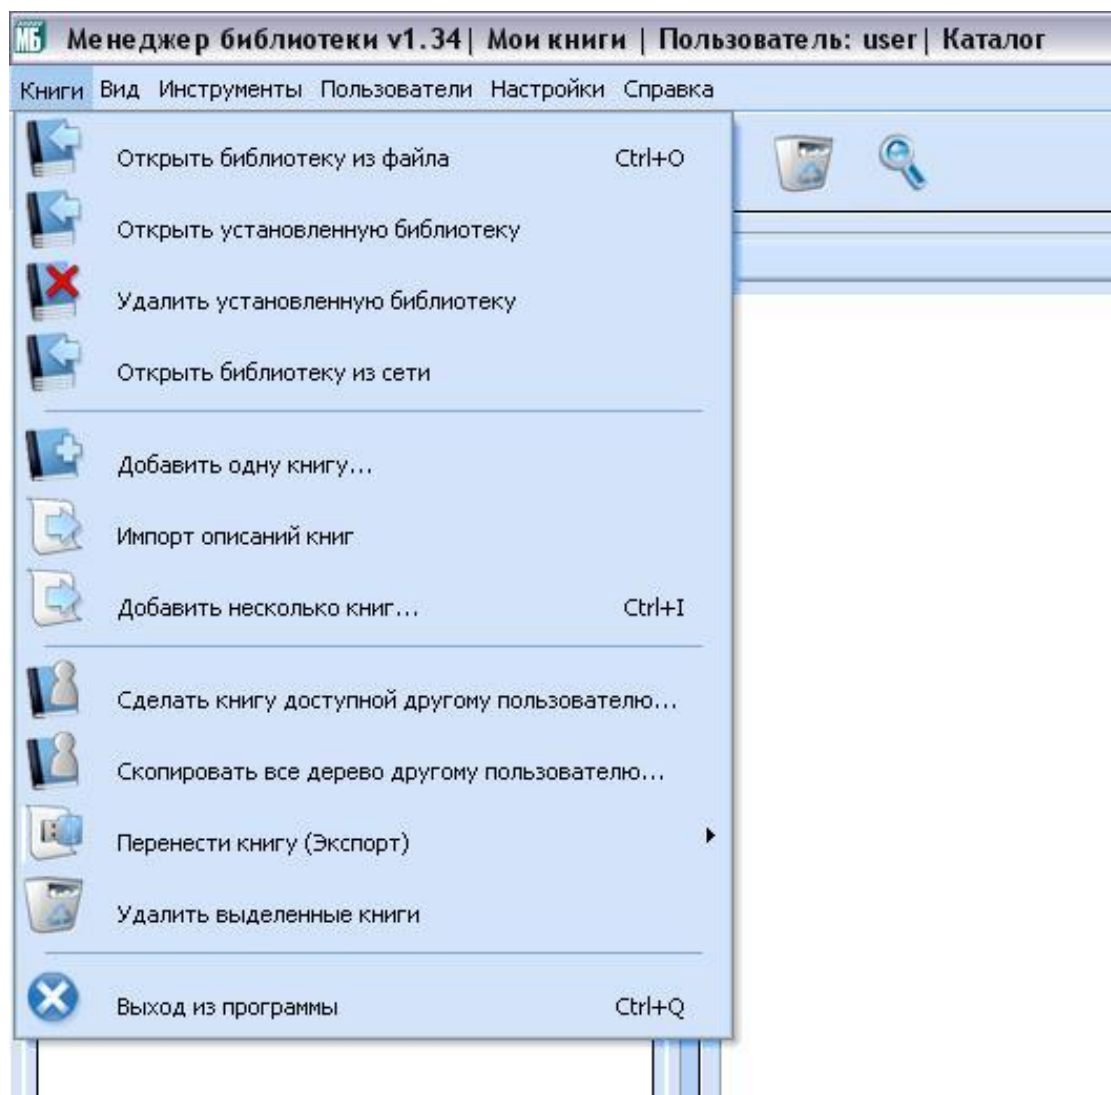 МБ Менеджер библиотеки v1.34| Мои книги | Пользователь: user| Каталог
Книги Вид Инструменты Пользователи Настройки Справка
Открыть библиотеку из файла Ctrl+O
Открыть установленную библиотеку
Удалить установленную библиотеку
Открыть библиотеку из сети
Добавить одну книгу...
Импорт описаний книг
Добавить несколько книг... Ctrl+I
Сделать книгу доступной другому пользователю...
Скопировать все дерево другому пользователю...
Перенести книгу (Экспорт)
Удалить выделенные книги
Выход из программы Ctrl+Q